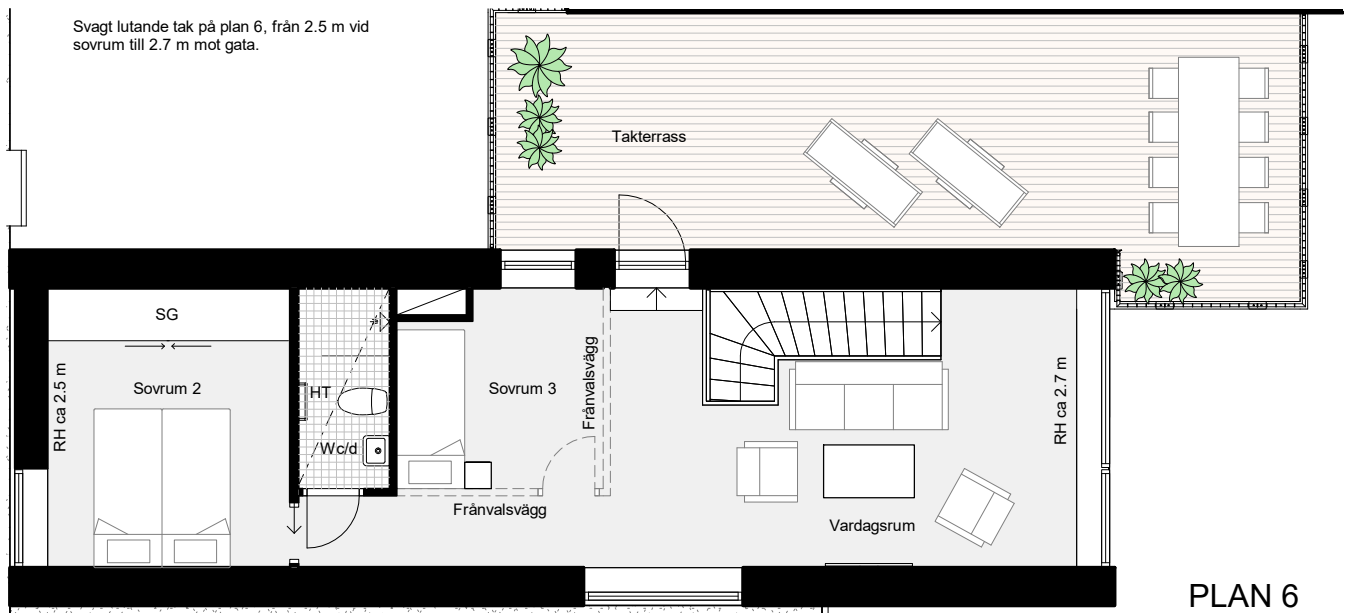 Svagt lutande tak på plan 6, från 2.5 m vid
sovrum till 2.7 m mot gata.
Takterrass
SG
RH ca 2.5 m
Sovrum 2
HT
Wc/d
Sovrum 3
Frånvalsvägg
Frånvalsvägg
RH ca 2.7 m
Vardagsrum
PLAN 6